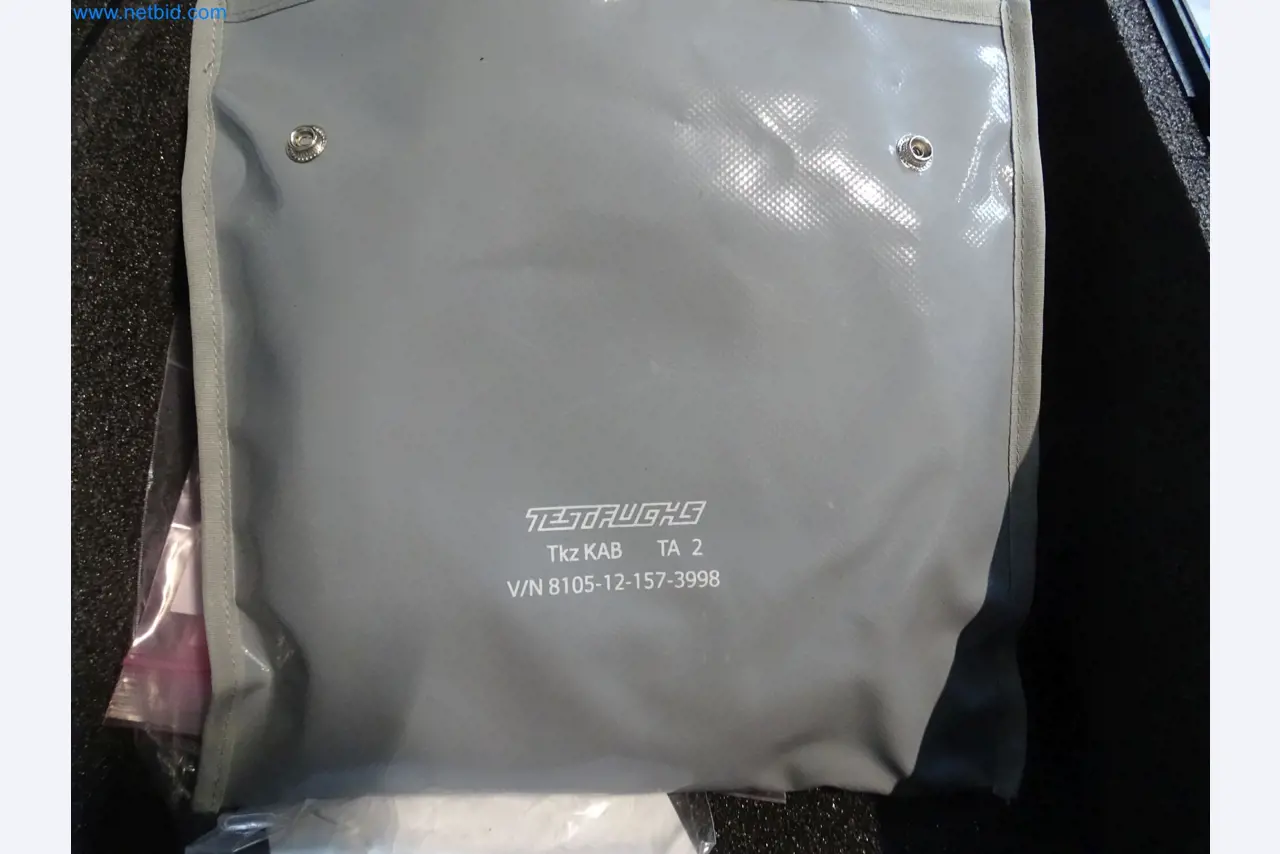 www.netbid.com
TESTFUCHS
Tkz KAB TA 2
V/N 8105-12-157-3998